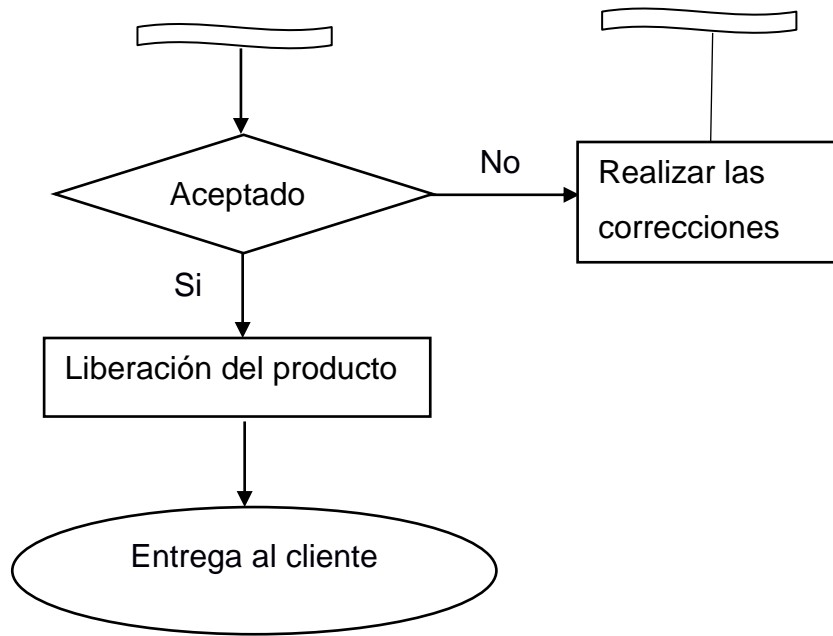 Aceptado
No
Realizar las
correcciones
Si
Liberación del producto
Entrega al cliente